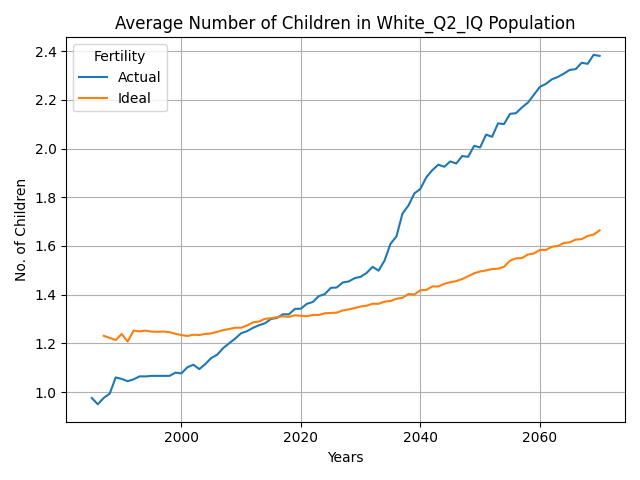 Average Number of Children in White_Q2_IQ Population
Fertility
Actual
Ideal
No. of Children
2.4
2.2
2.0
1.8
1.6
1.4
1.2
1.0
2000 2020 2040 2060
Years